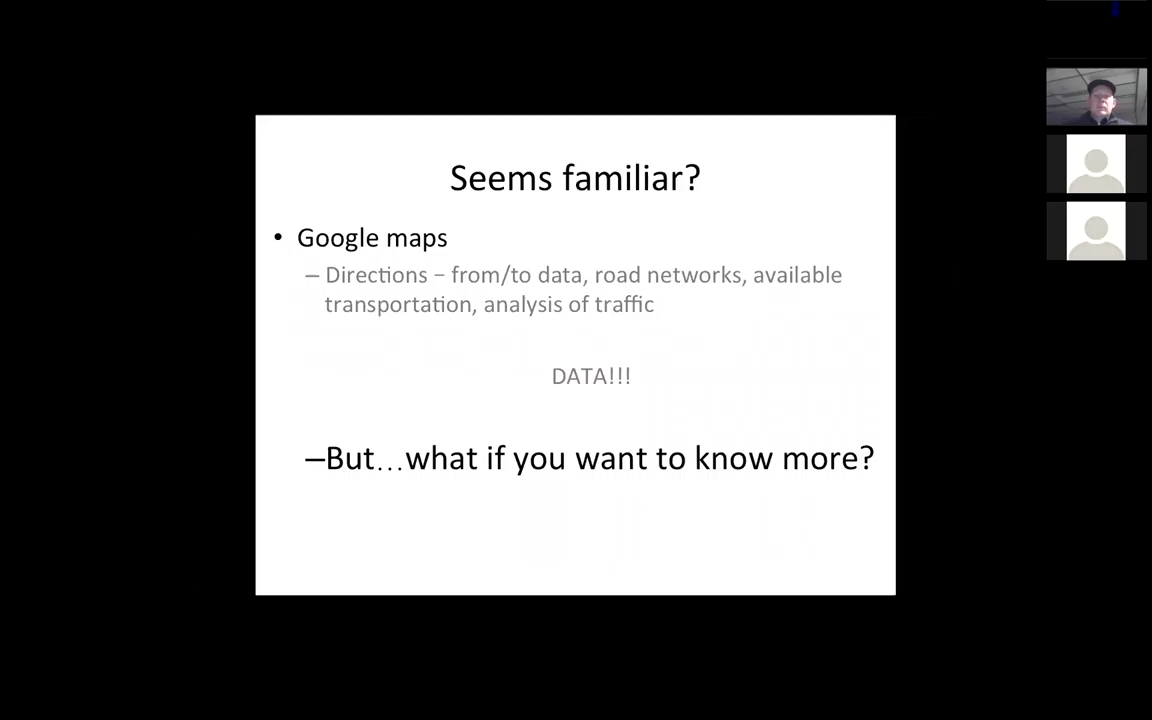 Seems familiar?
• Google maps
– Directions – from/to data, road networks, available
transportation, analysis of traffic
DATA!!!
–But...what if you want to know more?